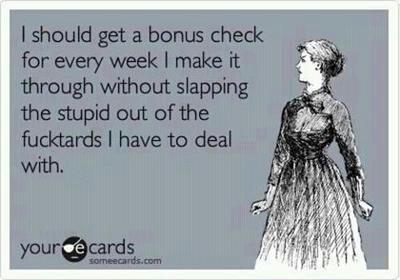 I should get a bonus check
for every week I make it
through without slapping
the stupid out of the
fucktards I have to deal
with.
your e cards
someecards.com